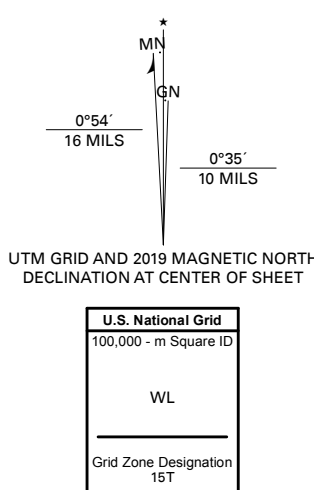 ★
MN
GN
0°54´
16 MILS
0°35´
10 MILS
UTM GRID AND 2019 MAGNETIC NORTH
DECLINATION AT CENTER OF SHEET
U.S. National Grid
100,000 - m Square ID
WL
Grid Zone Designation
15T